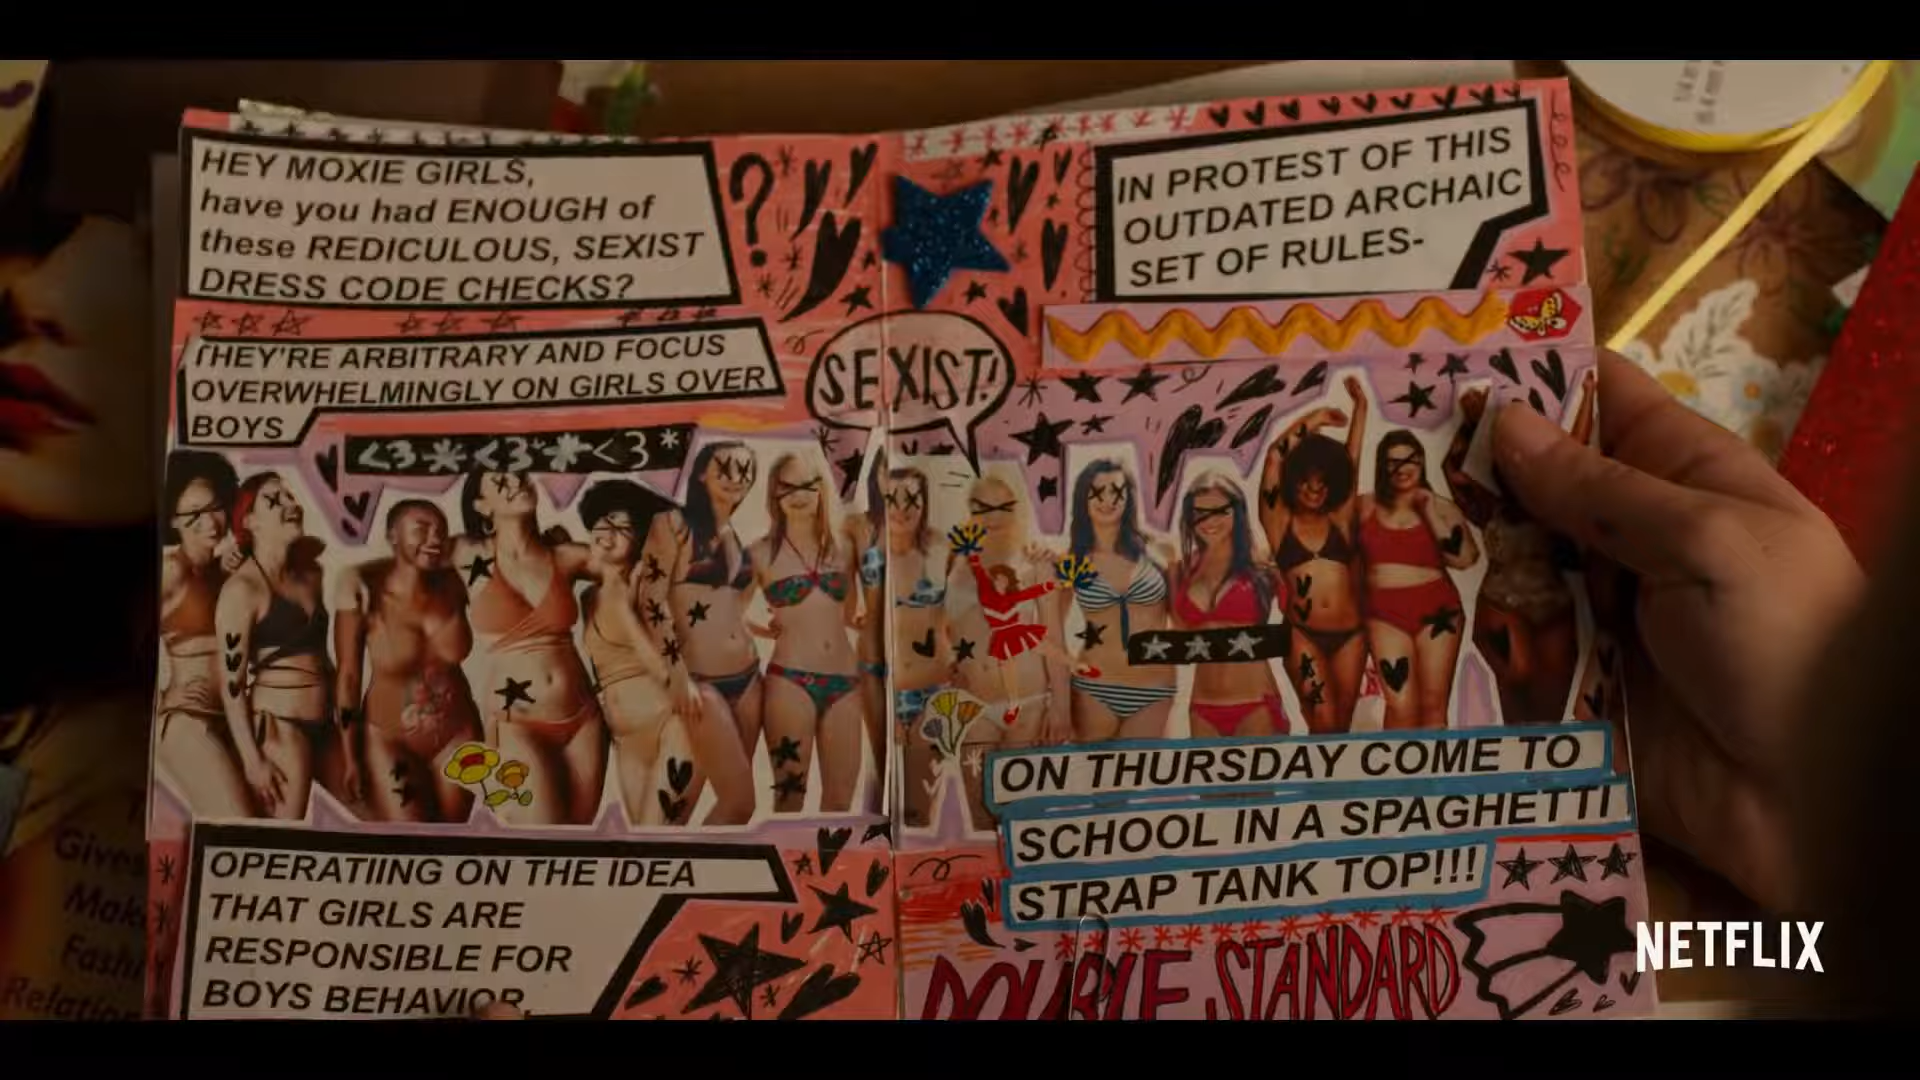 HEY MOXIE GIRLS,
have you had ENOUGH of
these REDICULOUS, SEXIST
DRESS CODE CHECKS?
?
THEY'RE ARBITRARY AND FOCUS
OVERWHELMINGLY ON GIRLS OVER
BOYS
<3*<3*<3*
SEXIST!
OPERATIING ON THE IDEA
THAT GIRLS ARE
RESPONSIBLE FOR
BOYS BEHAVIOR.
IN PROTEST OF THIS
OUTDATED ARCHAIC
SET OF RULES-
ON THURSDAY COME TO
SCHOOL IN A SPAGHETTI
STRAP TANK TOP!!!
DOUBLE STANDARD
NETFLIX